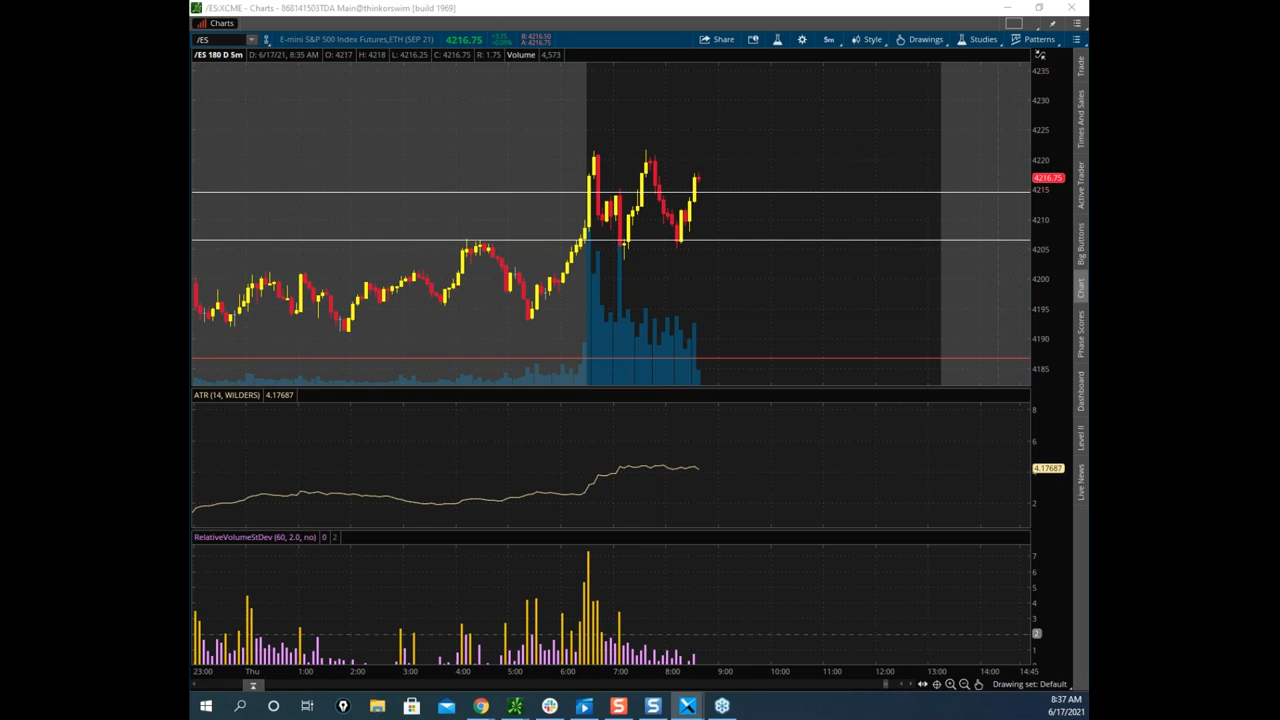 /ES:XCME - Charts - 868141503TDA Main@thinkorswim [build 1969]
Charts
/ES E-mini S&P 500 Index Futures,ETH (SEP 21) 4216.75 B: 4216.50 A: 4216.75 Share 5m Style Drawings Studies Patterns
/ES 180 D 5m D: 6/17/21, 8:35 AM O: 4217 H: 4218 L: 4216.25 C: 4216.75 R: 1.75 Volume 4,573
4235
4230
4225
4220
4216.75
4215
4210
4205
4200
4195
4190
4185
ATR (14, WILDERS) 4.17687
8
6
4.17687
2
RelativeVolumeStDev (60, 2.0, no) 0 2
7
6
5
4
3
2
1
23:00 Thu 1:00 2:00 3:00 4:00 5:00 6:00 7:00 8:00 9:00 10:00 11:00 12:00 13:00 14:00 14:45
Drawing set: Default
Trade
Times And Sales
Active Trader
Big Buttons
Chart
Phase Scores
Dashboard
Level II
Live News
8:37 AM
6/17/2021